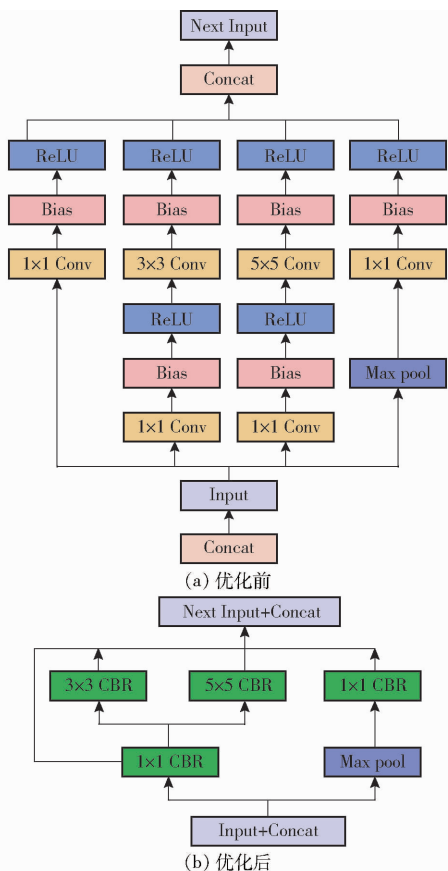 Next Input
Concat
ReLU ReLU ReLU ReLU
Bias Bias Bias Bias
1×1 Conv 3×3 Conv 5×5 Conv 1×1 Conv
ReLU ReLU
Bias Bias Max pool
1×1 Conv 1×1 Conv
Input
Concat
(a) 优化前
Next Input+Concat
3×3 CBR 5×5 CBR 1×1 CBR
1×1 CBR Max pool
Input+Concat
(b) 优化后